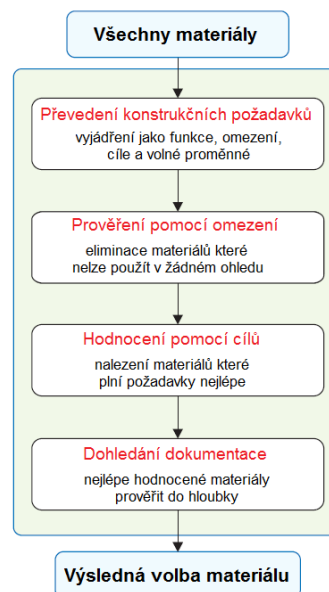 Všechny materiály
Převedení konstrukčních požadavků
vyjádření jako funkce, omezení,
cíle a volné proměnné
Prověření pomocí omezení
eliminace materiálů které
nelze použít v žádném ohledu
Hodnocení pomocí cílů
nalezení materiálů které
plní požadavky nejlépe
Dohledání dokumentace
nejlépe hodnocené materiály
prověřit do hloubky
Výsledná volba materiálu